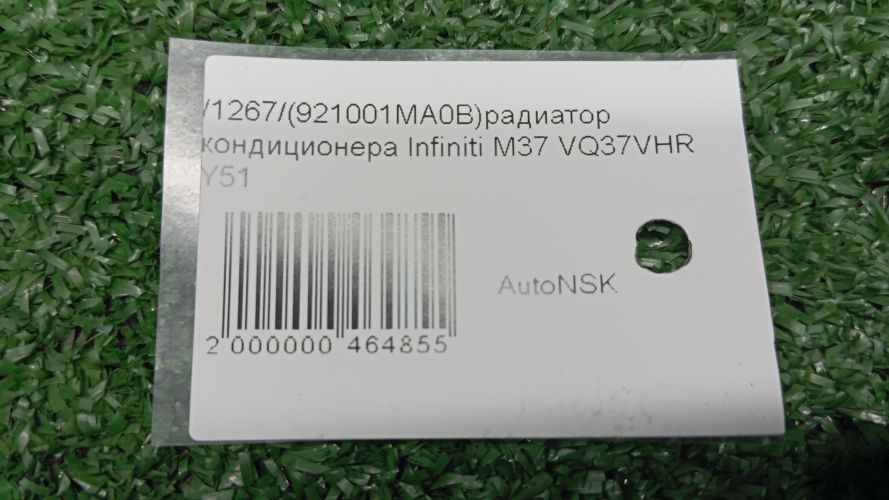 /1267/(921001MA0B)радиатор
кондиционера Infiniti M37 VQ37VHR
Y51
AutoNSK
2 000000 464855